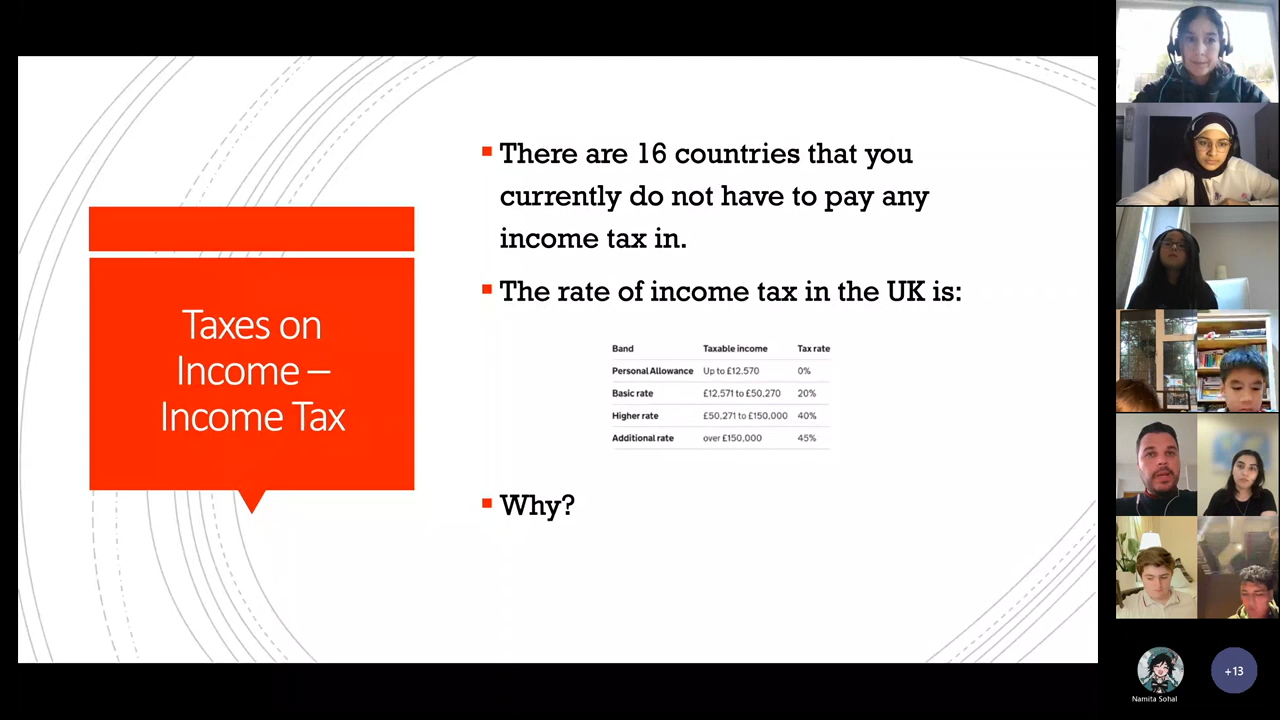 Taxes on
Income –
Income Tax
▪ There are 16 countries that you
currently do not have to pay any
income tax in.
▪ The rate of income tax in the UK is:
Band Taxable income Tax rate
Personal Allowance Up to £12,570 0%
Basic rate £12,571 to £50,270 20%
Higher rate £50,271 to £150,000 40%
Additional rate over £150,000 45%
▪ Why?
Namita Sohal
+13